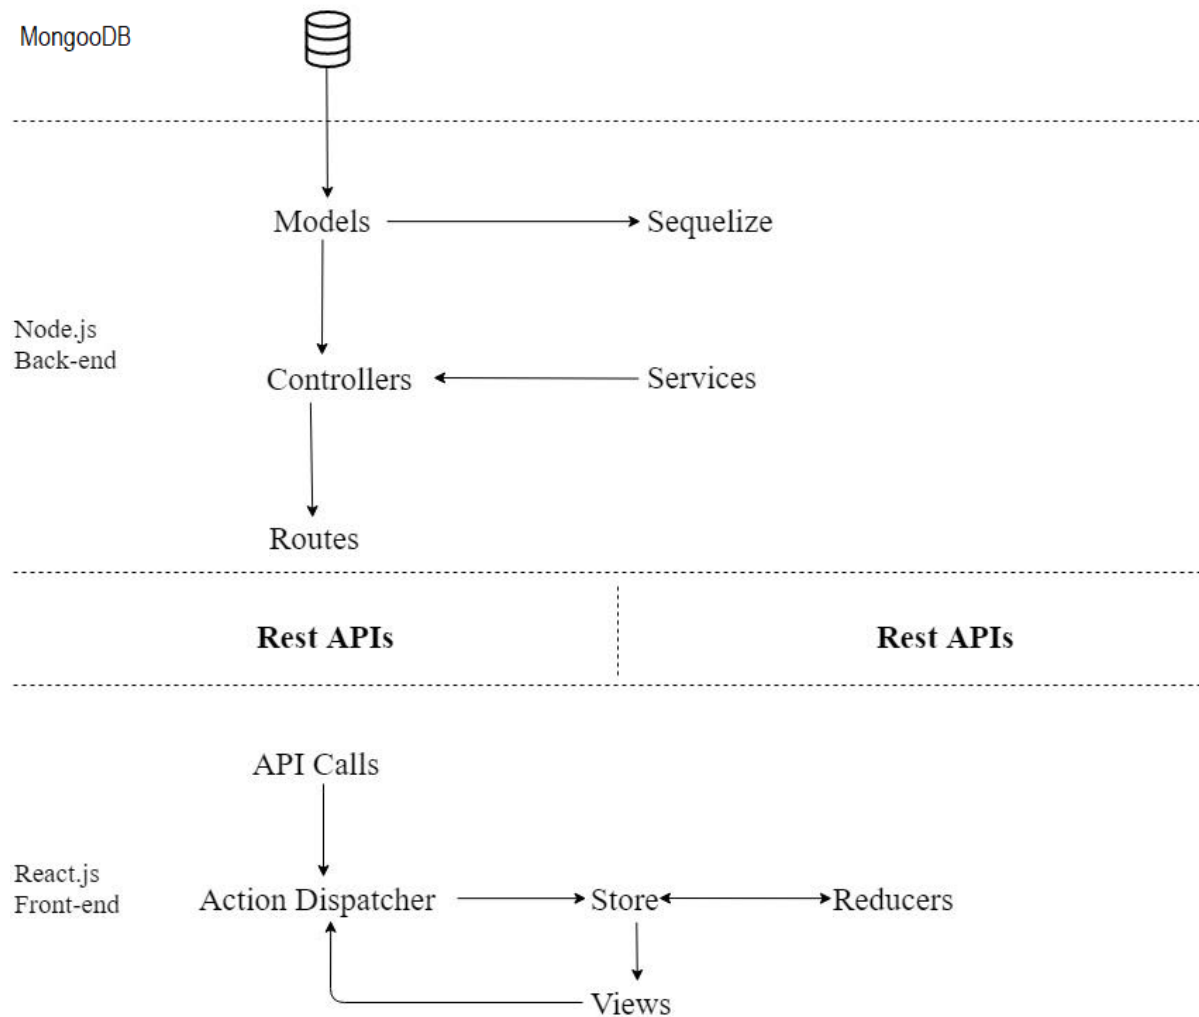 MongooDB
Models
Sequelize
Node.js
Back-end
Controllers
Services
Routes
Rest APIs
Rest APIs
API Calls
React.js
Front-end
Action Dispatcher
Store
Reducers
Views